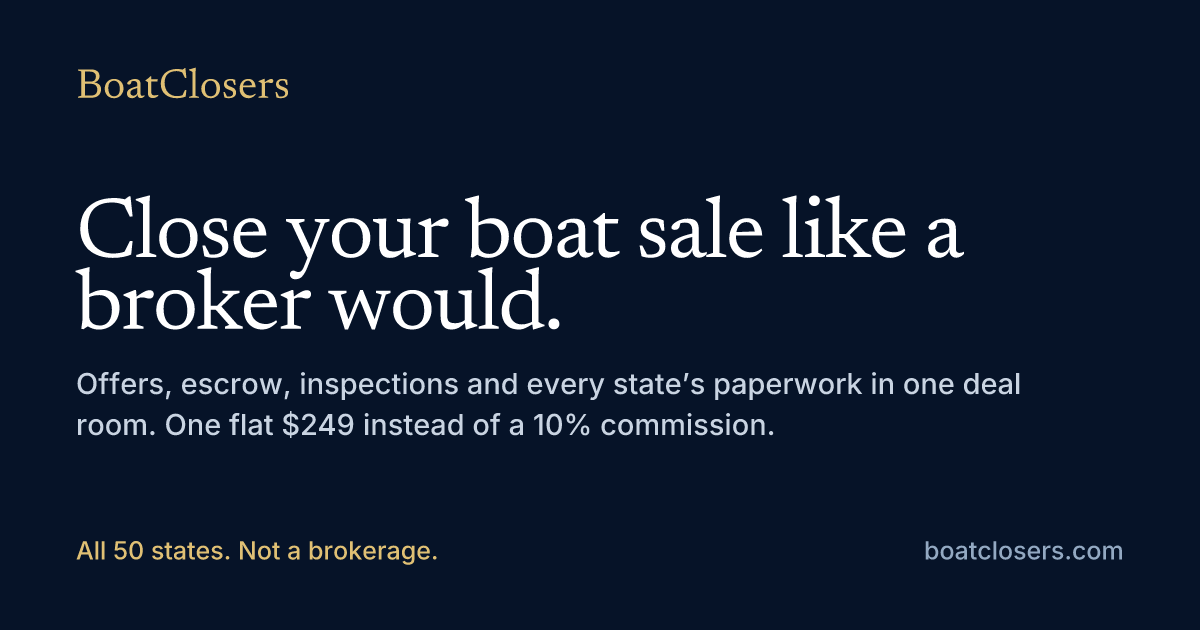 BoatClosers
Close your boat sale like a
broker would.
Offers, escrow, inspections and every state’s paperwork in one deal
room. One flat $249 instead of a 10% commission.
All 50 states. Not a brokerage.
boatclosers.com